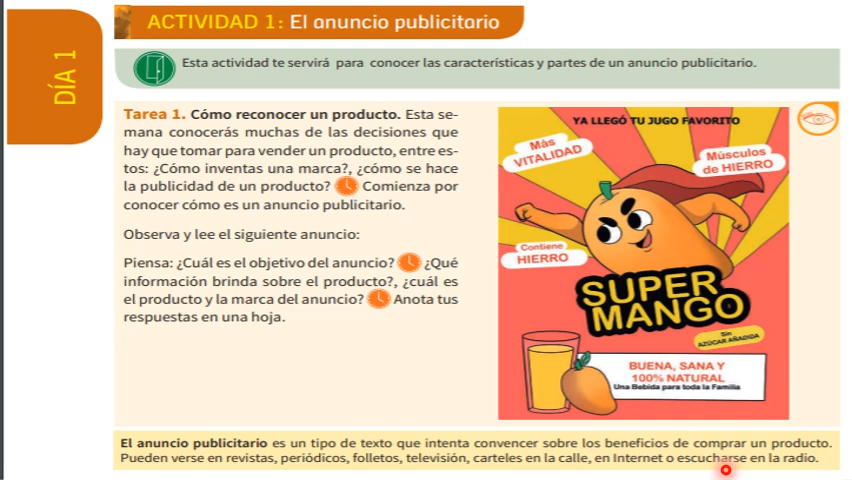 DÍA 1
ACTIVIDAD 1: El anuncio publicitario
Esta actividad te servirá para conocer las características y partes de un anuncio publicitario.
Tarea 1. Cómo reconocer un producto. Esta se-
mana conocerás muchas de las decisiones que
hay que tomar para vender un producto, entre es-
tos: ¿Cómo inventas una marca?, ¿cómo se hace
la publicidad de un producto? Comienza por
conocer cómo es un anuncio publicitario.
Observa y lee el siguiente anuncio:
Piensa: ¿Cuál es el objetivo del anuncio? ¿Qué
información brinda sobre el producto?, ¿cuál es
el producto y la marca del anuncio? Anota tus
respuestas en una hoja.
YA LLEGÓ TU JUGO FAVORITO
Más
VITALIDAD
Músculos
de HIERRO
Contiene
HIERRO
SUPER
MANGO
Sin
AZÚCAR AÑADIDA
BUENA, SANA Y
100% NATURAL
Una Bebida para toda la Familia
El anuncio publicitario es un tipo de texto que intenta convencer sobre los beneficios de comprar un producto.
Pueden verse en revistas, periódicos, folletos, televisión, carteles en la calle, en Internet o escucharse en la radio.